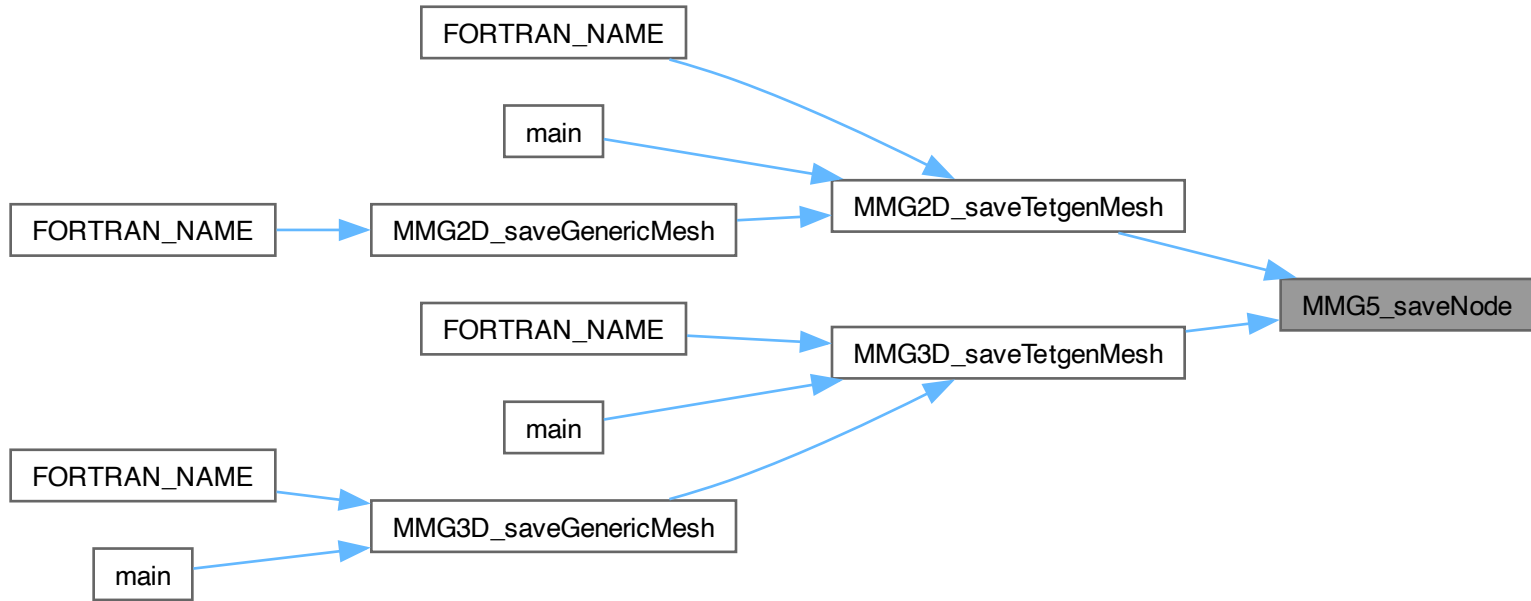 FORTRAN_NAME
main
MMG2D_saveTetgenMesh
FORTRAN_NAME
MMG2D_saveGenericMesh
MMG5_saveNode
FORTRAN_NAME
MMG3D_saveTetgenMesh
main
FORTRAN_NAME
MMG3D_saveGenericMesh
main